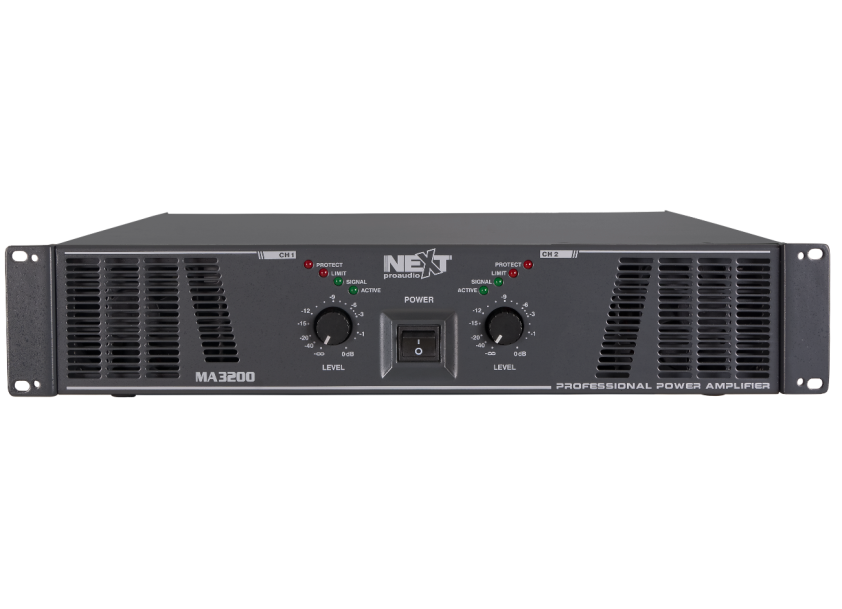 CH 1
PROTECT
LIMIT
SIGNAL
ACTIVE
NEXT
proaudio
CH 2
PROTECT
LIMIT
SIGNAL
ACTIVE
POWER
-9
-12
-6
-15
-3
-20
-1
-40
-∞
0dB
LEVEL
I
O
-9
-12
-6
-15
-3
-20
-1
-40
-∞
0dB
LEVEL
MA3200
PROFESSIONAL POWER AMPLIFIER